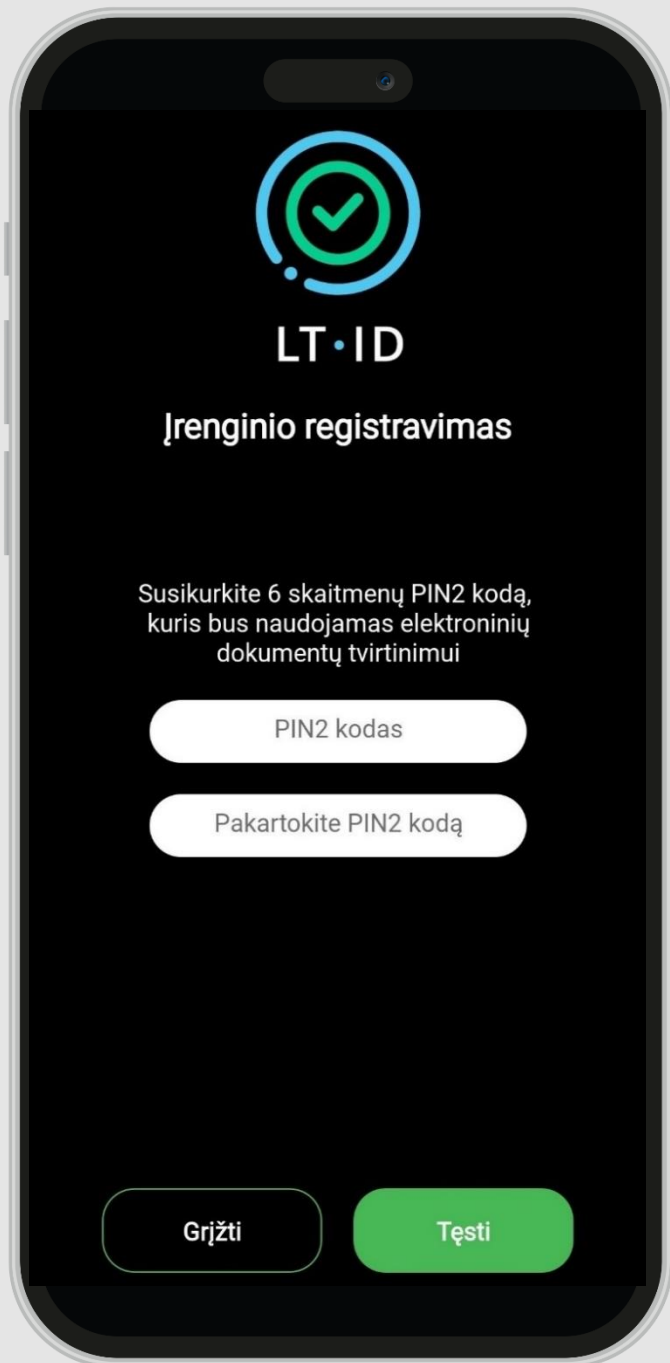 LT·ID
Įrenginio registravimas
Susikurkite 6 skaitmenų PIN2 kodą,
kuris bus naudojamas elektroninių
dokumentų tvirtinimui
PIN2 kodas
Pakartokite PIN2 kodą
Grįžti Tęsti